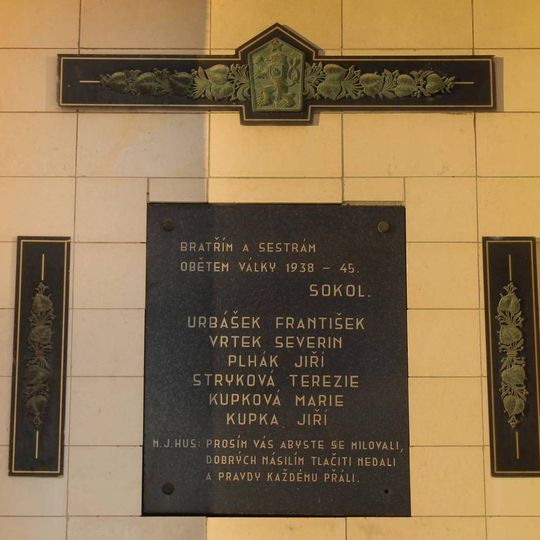 BRATŘÍM A SESTRÁM
OBĚTEM VÁLKY 1938 – 45.
SOKOL.
URBÁŠEK FRANTIŠEK
VRTEK SEVERIN
PLHÁK JIŘÍ
STRYKOVÁ TEREZIE
KUPKOVÁ MARIE
KUPKA JIŘÍ
M. J. HUS: PROSÍM VÁS ABYSTE SE MILOVALI,
DOBRÝCH NÁSILÍM TLAČITI NEDALI
A PRAVDY KAŽDÉMU PŘÁLI.